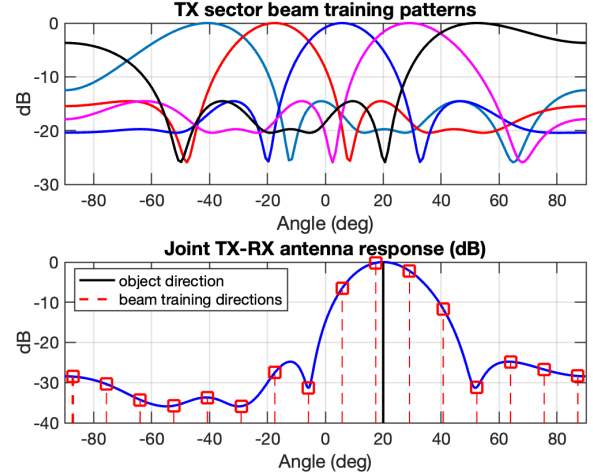 TX sector beam training patterns
0
-10
-20
-30
dB
-80 -60 -40 -20 0 20 40 60 80
Angle (deg)
Joint TX-RX antenna response (dB)
object direction
beam training directions
0
-10
-20
-30
-40
dB
-80 -60 -40 -20 0 20 40 60 80
Angle (deg)